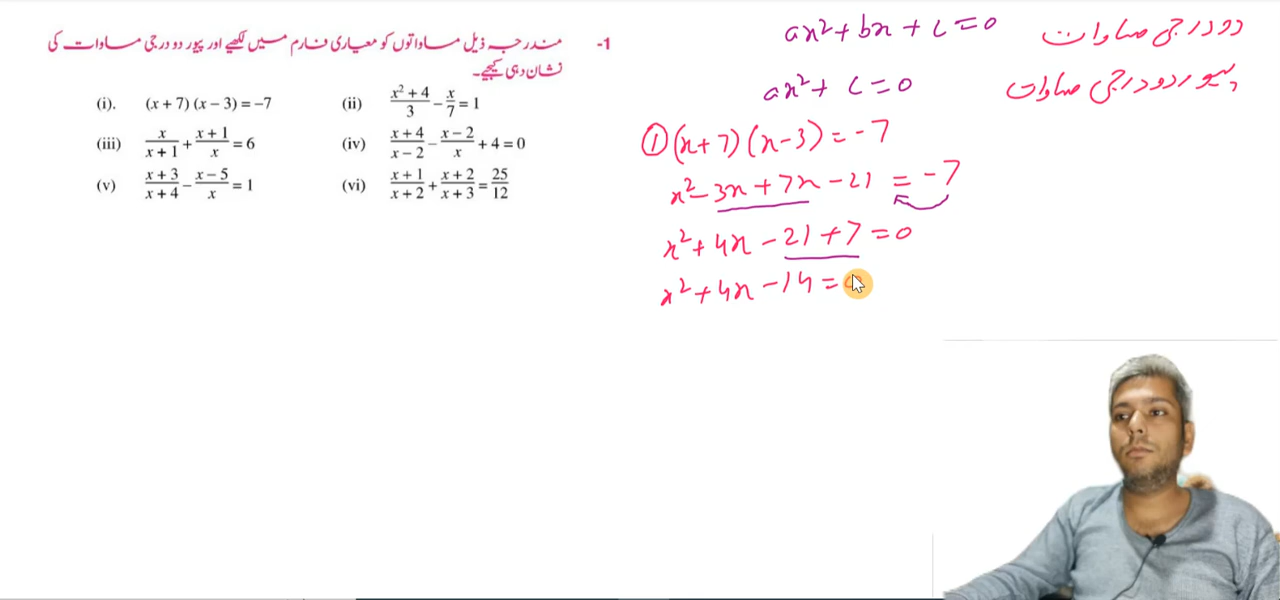 -1 مندرجہ ذیل مساواتوں کو معیاری فارم میں لکھیے اور پیور دو درجی مساوات کی
نشان دہی کیجیے۔
(i). (x + 7) (x – 3) = –7
(ii) (x² + 4)/3 – x/7 = 1
(iii) x/(x + 1) + (x + 1)/x = 6
(iv) (x + 4)/(x – 2) – (x – 2)/x + 4 = 0
(v) (x + 3)/(x + 4) – (x – 5)/x = 1
(vi) (x + 1)/(x + 2) + (x + 2)/(x + 3) = 25/12
ax² + bx + c = 0 دو درجی مساوات
ax² + c = 0 پیور دو درجی مساوات
① (x + 7) (x – 3) = –7
x² – 3x + 7x – 21 = –7
x² + 4x – 21 + 7 = 0
x² + 4x – 14 = 0